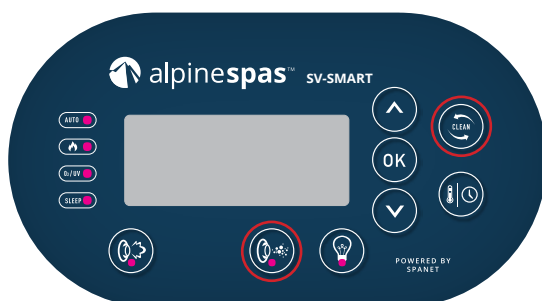 alpinespas™ SV-SMART
AUTO
O₃/UV
SLEEP
OK
CLEAN
POWERED BY
SPANET